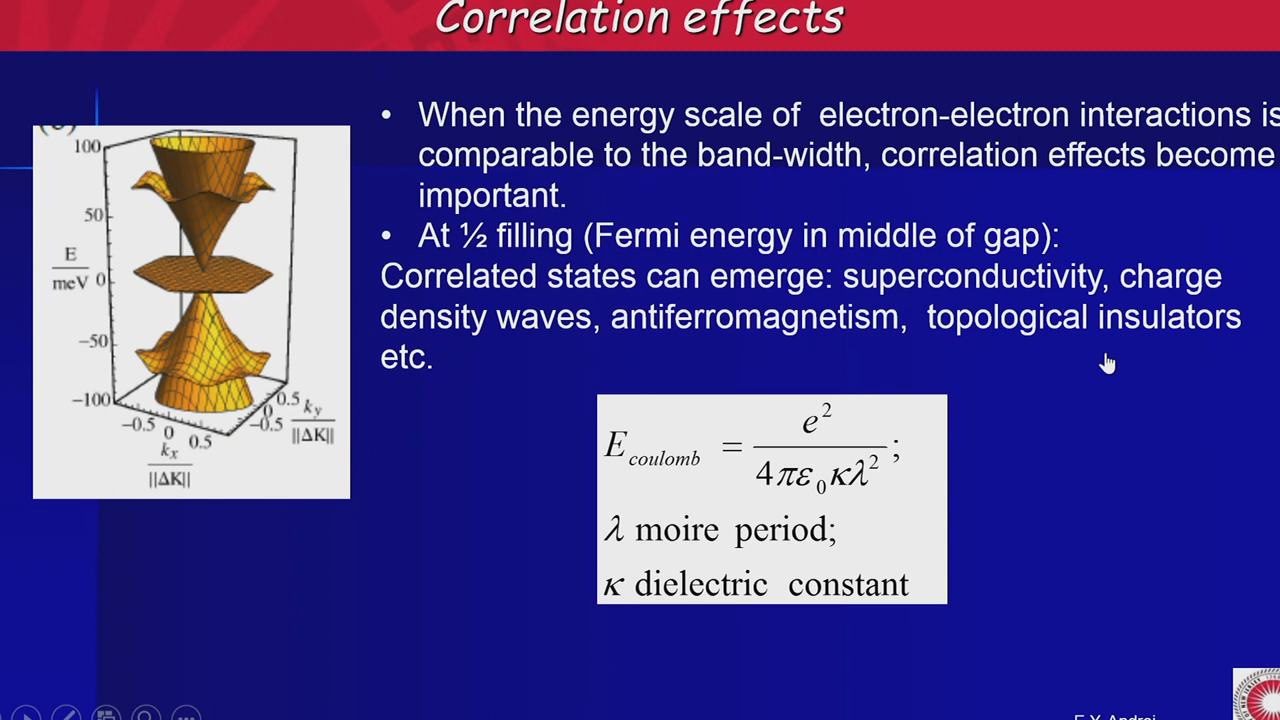 Correlation effects
• When the energy scale of electron-electron interactions is
comparable to the band-width, correlation effects become
important.
• At ½ filling (Fermi energy in middle of gap):
Correlated states can emerge: superconductivity, charge
density waves, antiferromagnetism, topological insulators
etc.
100
50
E
meV
0
−50
−100
−0.5
0
0.5
kx
||ΔK||
0.5
0
−0.5
ky
||ΔK||
E coulomb = e² / 4πε₀κλ² ;
λ moire period;
κ dielectric constant
E.Y. Andrei